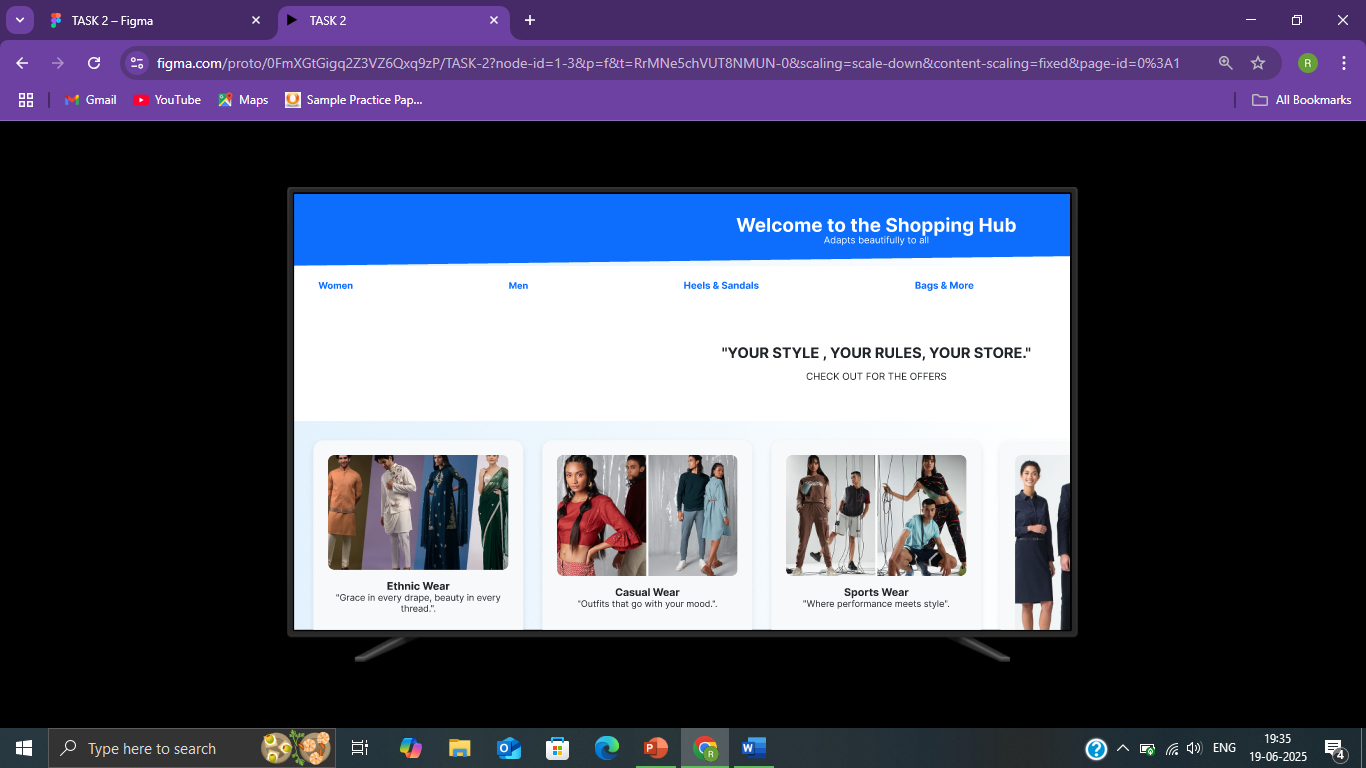 TASK 2 – Figma
TASK 2
figma.com/proto/0FmXGtGigq2Z3VZ6Qxq9zP/TASK-2?node-id=1-3&p=f&t=RrMNe5chVUT8NMUN-0&scaling=scale-down&content-scaling=fixed&page-id=0%3A1
R
Gmail
YouTube
Maps
Sample Practice Pap...
All Bookmarks
Welcome to the Shopping Hub
Adapts beautifully to all
Women
Men
Heels & Sandals
Bags & More
"YOUR STYLE , YOUR RULES, YOUR STORE."
CHECK OUT FOR THE OFFERS
Ethnic Wear
"Grace in every drape, beauty in every
thread.".
Casual Wear
"Outfits that go with your mood.".
Sports Wear
"Where performance meets style".
Type here to search
ENG
19:35
19-06-2025
4